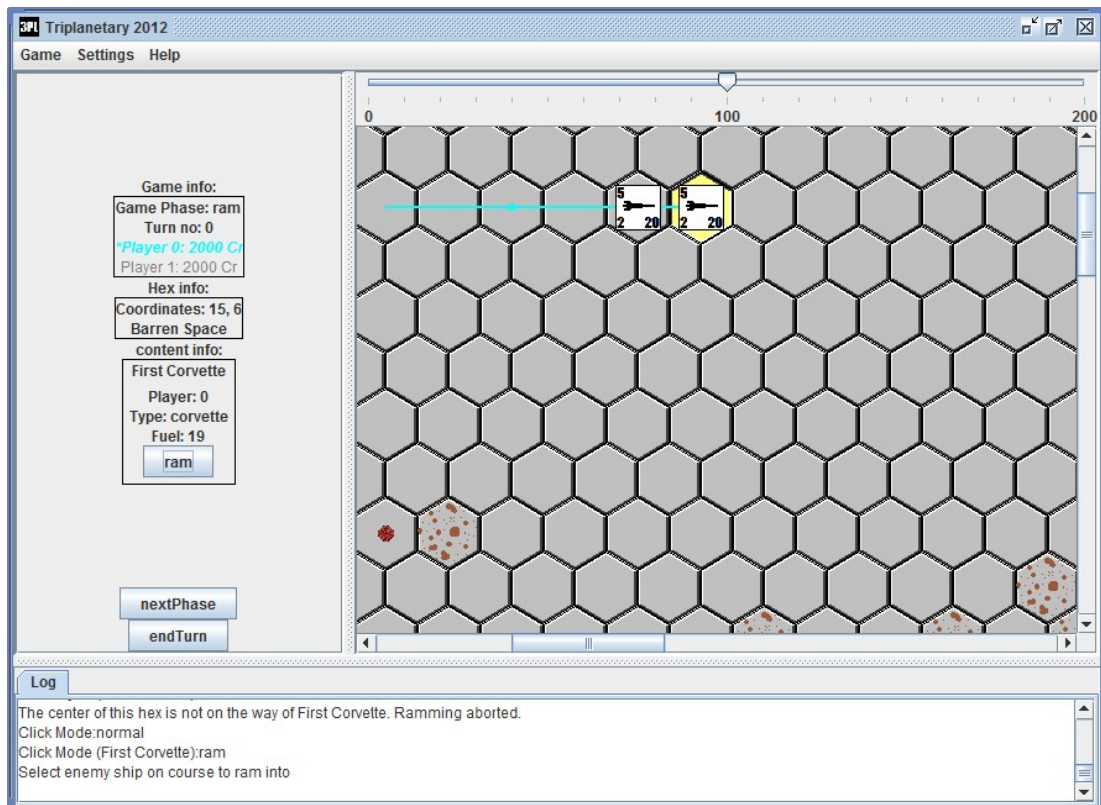 3PL Triplanetary 2012
Game Settings Help
0 100 200
5 5
2 20 2 20
Game info:
Game Phase: ram
Turn no: 0
*Player 0: 2000 Cr
Player 1: 2000 Cr
Hex info:
Coordinates: 15, 6
Barren Space
content info:
First Corvette
Player: 0
Type: corvette
Fuel: 19
ram
nextPhase
endTurn
Log
The center of this hex is not on the way of First Corvette. Ramming aborted.
Click Mode:normal
Click Mode (First Corvette):ram
Select enemy ship on course to ram into